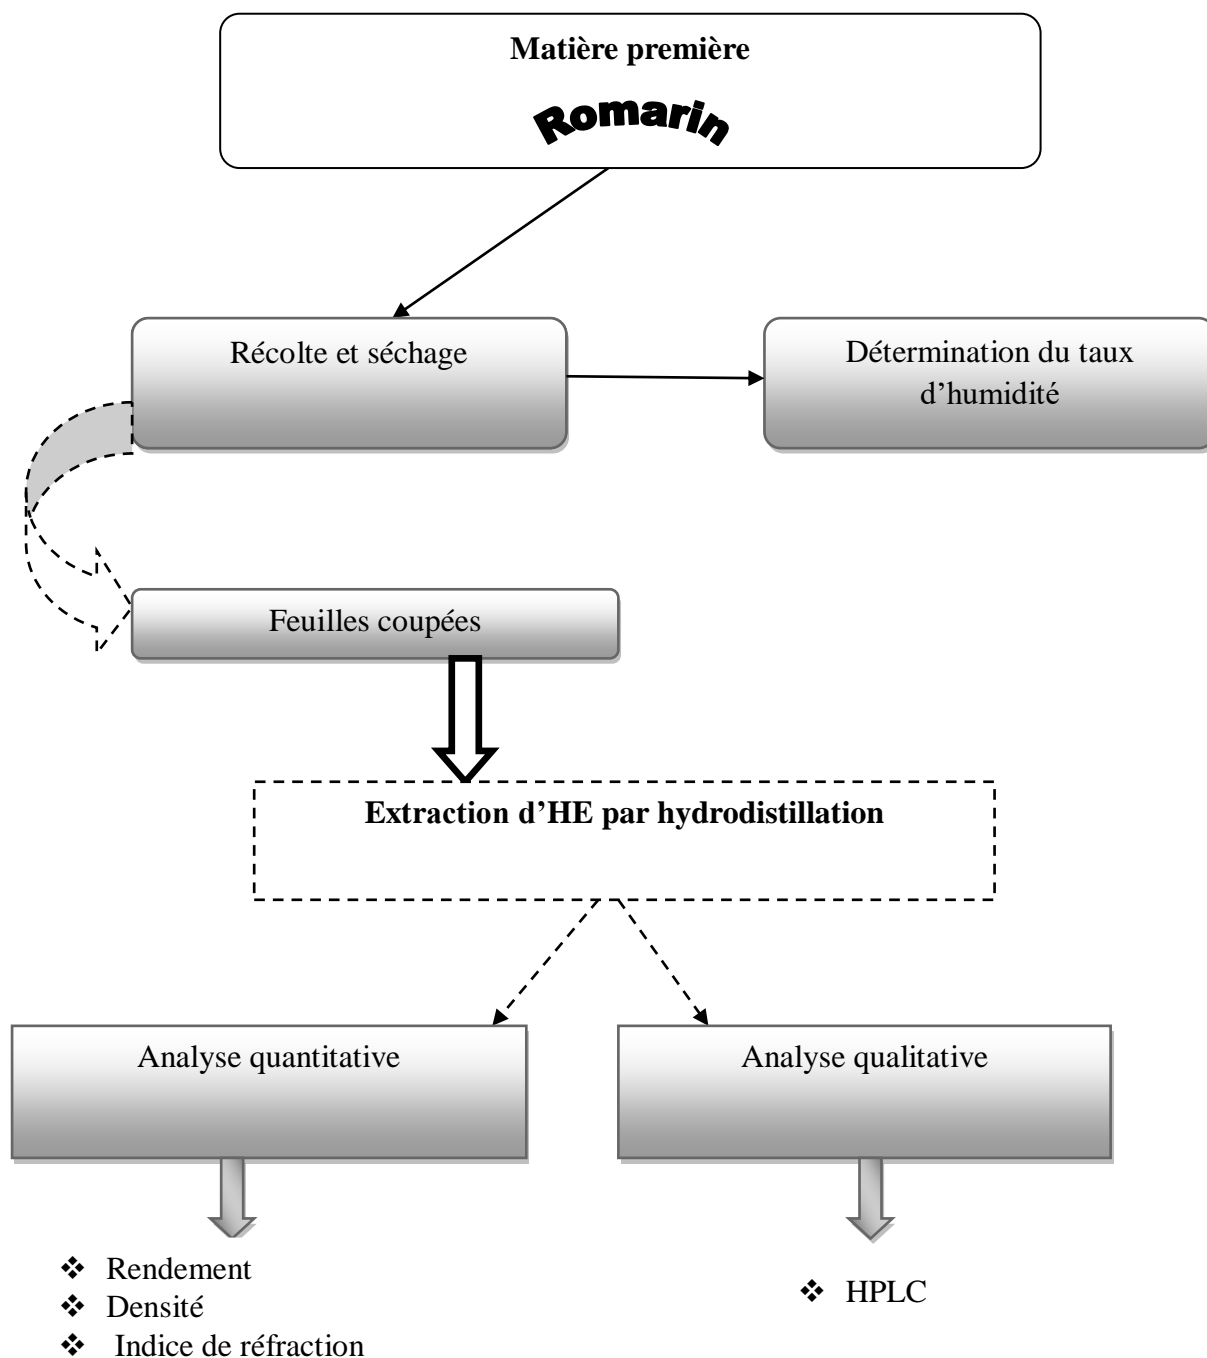 Matière première
Romarin
Récolte et séchage
Détermination du taux
d’humidité
Feuilles coupées
Extraction d’HE par hydrodistillation
Analyse quantitative
Analyse qualitative
❖ Rendement
❖ Densité
❖ Indice de réfraction
❖ HPLC